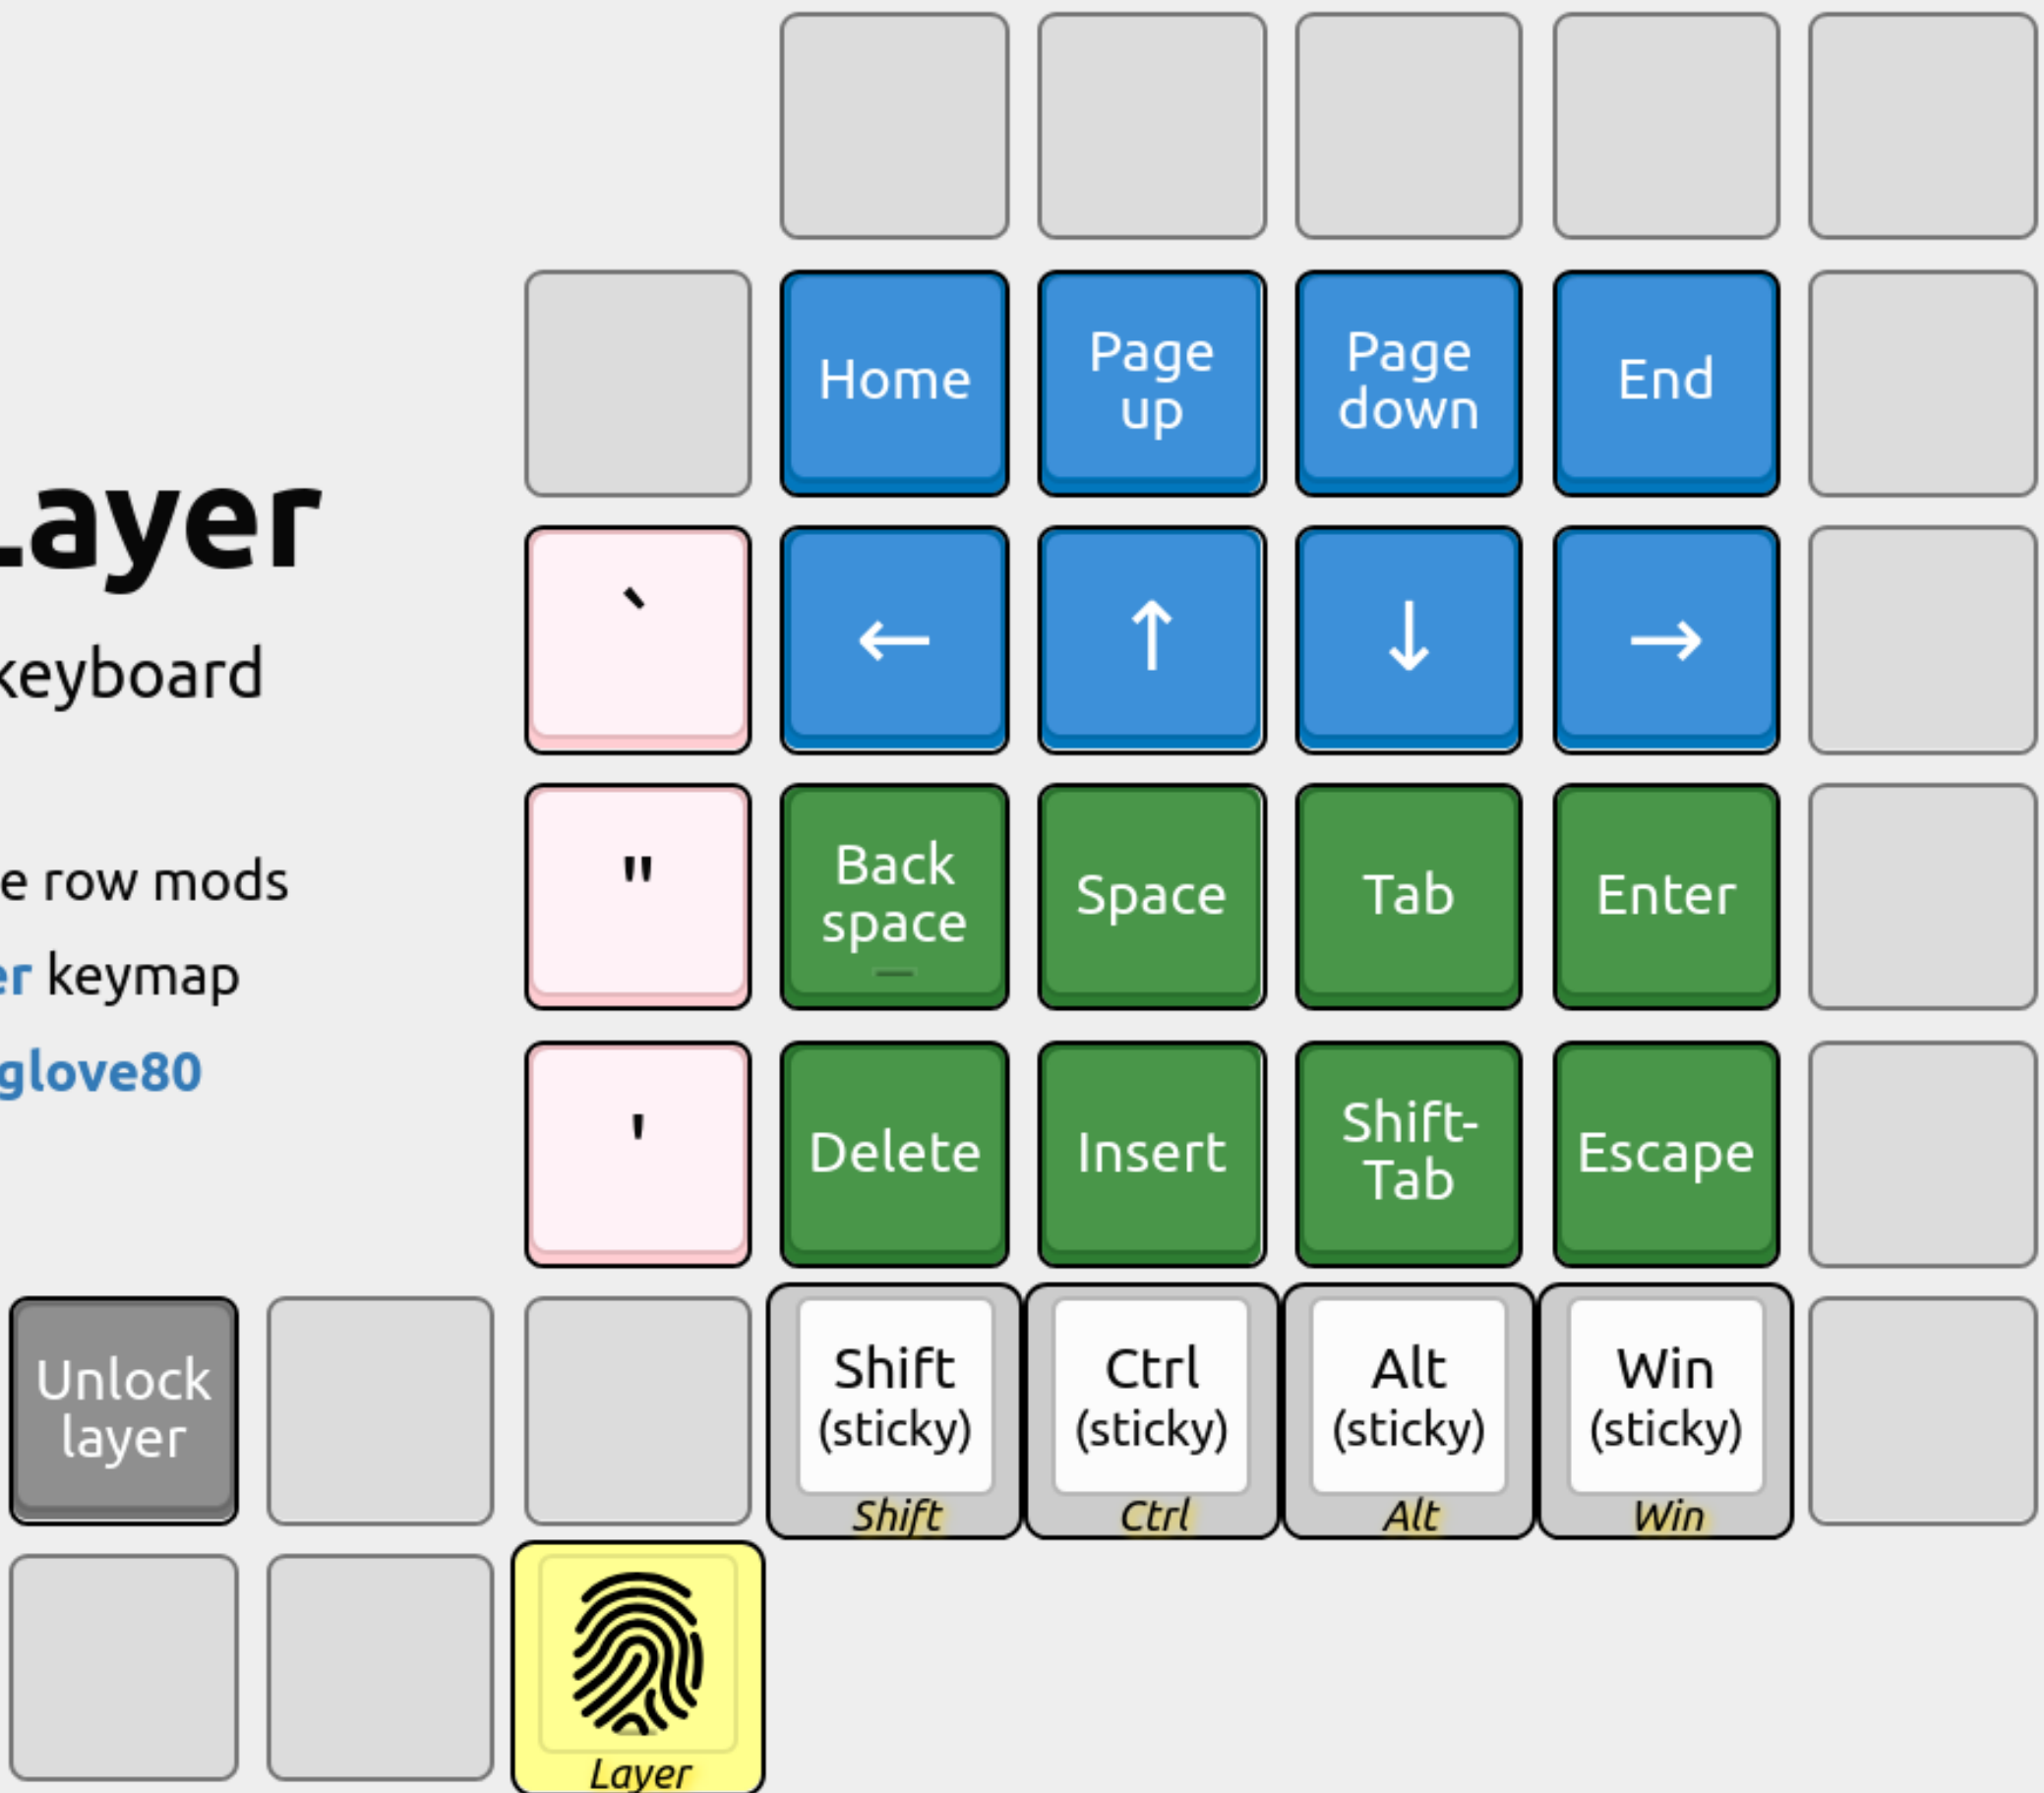 Layer
keyboard
e row mods
er keymap
glove80
Home
Page
up
Page
down
End
`
←
↑
↓
→
"
Back
space
Space
Tab
Enter
'
Delete
Insert
Shift-
Tab
Escape
Unlock
layer
Shift
(sticky)
Shift
Ctrl
(sticky)
Ctrl
Alt
(sticky)
Alt
Win
(sticky)
Win
Layer